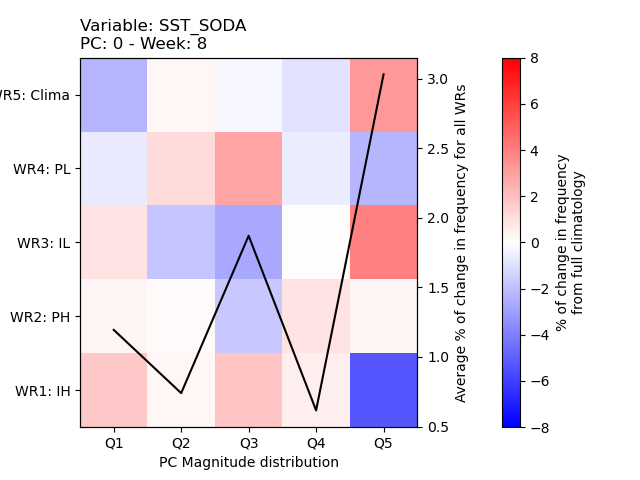 Variable: SST_SODA
PC: 0 - Week: 8
WR5: Clima
WR4: PL
WR3: IL
WR2: PH
WR1: IH
Q1 Q2 Q3 Q4 Q5
PC Magnitude distribution
3.0
2.5
2.0
1.5
1.0
0.5
Average % of change in frequency for all WRs
8
6
4
2
0
−2
−4
−6
−8
% of change in frequency
from full climatology